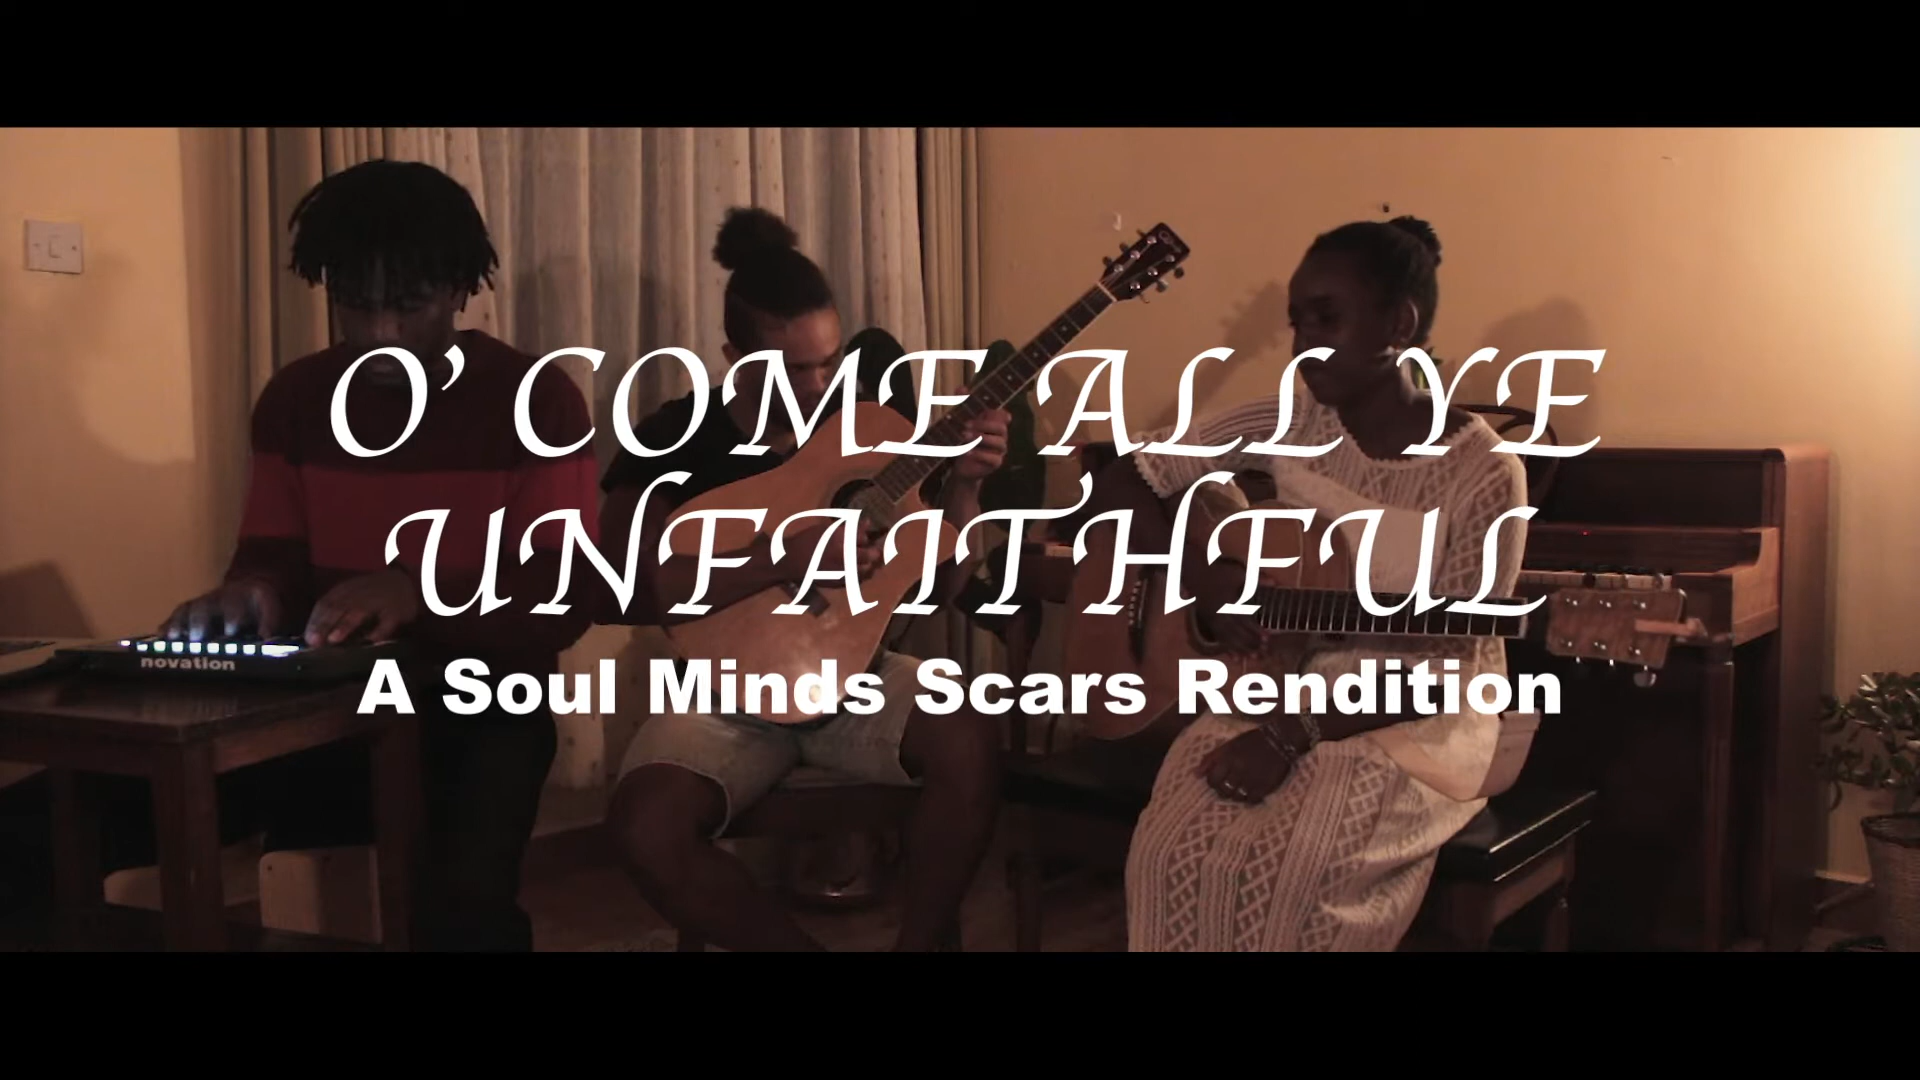 O' COME ALL YE
UNFAITHFUL
A Soul Minds Scars Rendition
novation